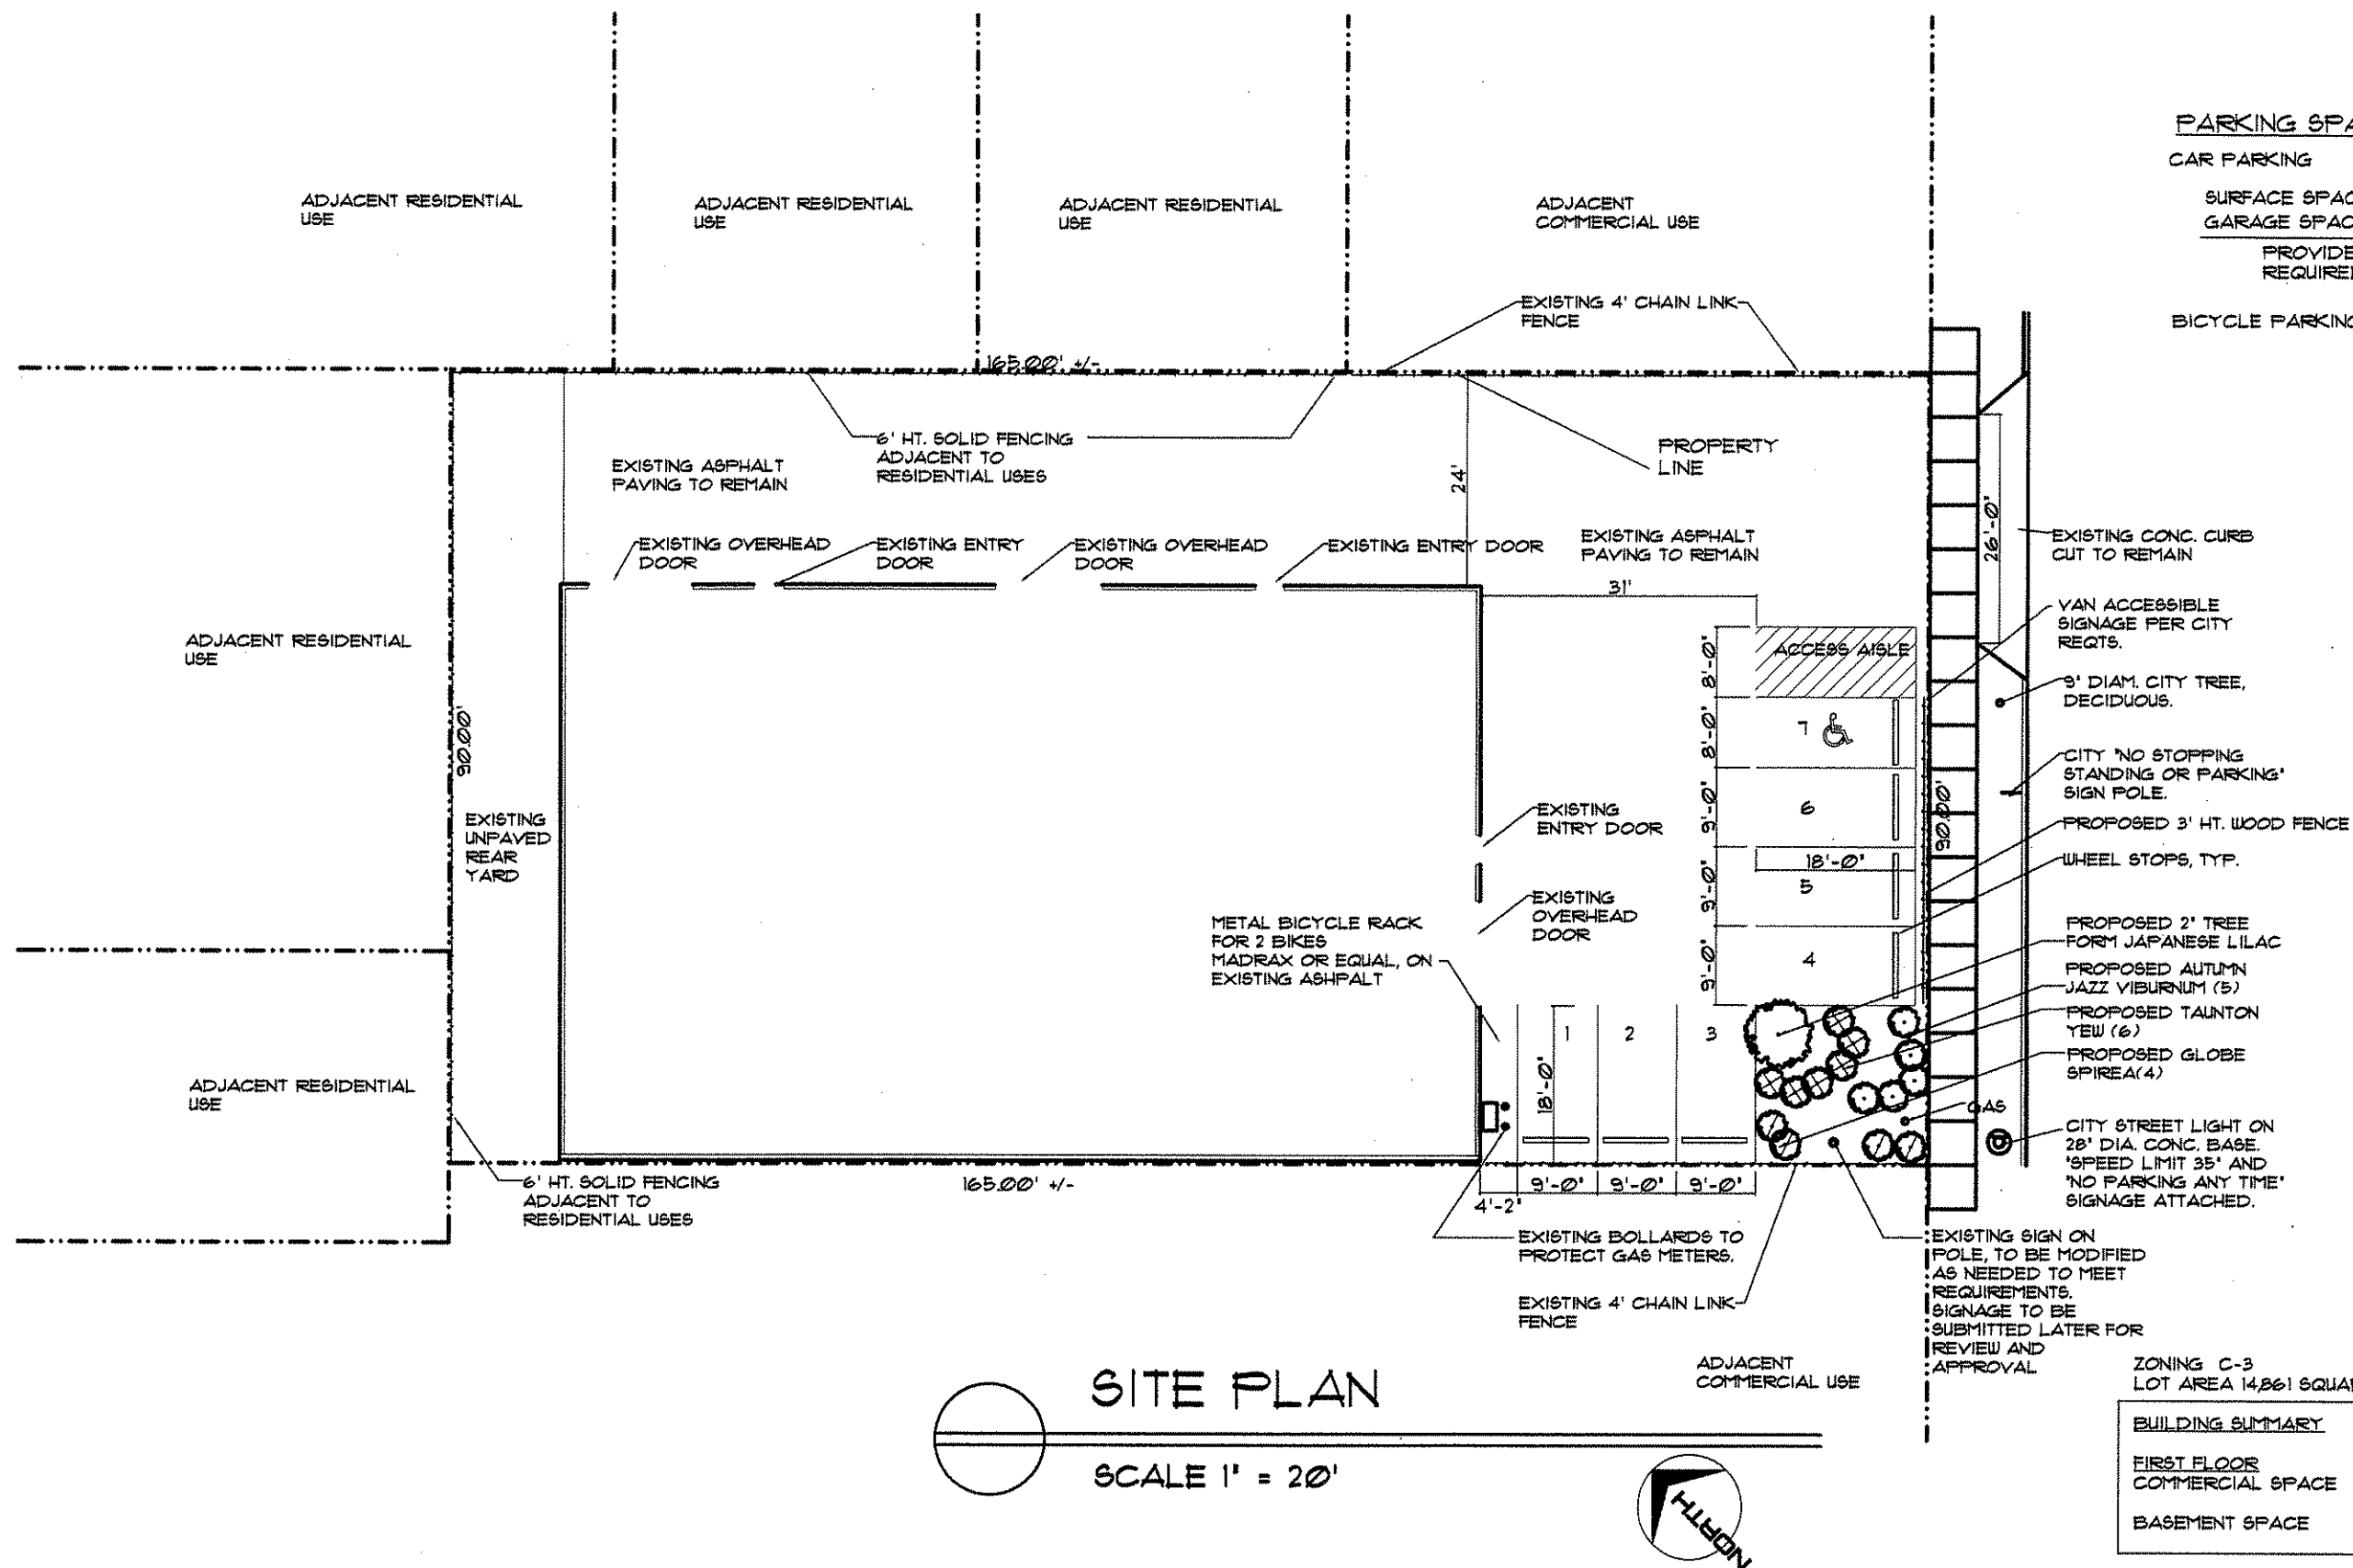 PARKING SPA
CAR PARKING
SURFACE SPAC
GARAGE SPAC
PROVIDE
REQUIRE
BICYCLE PARKING
ADJACENT RESIDENTIAL
USE
ADJACENT RESIDENTIAL
USE
ADJACENT RESIDENTIAL
USE
ADJACENT
COMMERCIAL USE
EXISTING 4' CHAIN LINK
FENCE
165.00' +/-
6' HT. SOLID FENCING
ADJACENT TO
RESIDENTIAL USES
EXISTING ASPHALT
PAVING TO REMAIN
PROPERTY
LINE
24'
26'-0"
EXISTING OVERHEAD
DOOR
EXISTING ENTRY
DOOR
EXISTING OVERHEAD
DOOR
EXISTING ENTRY DOOR
EXISTING ASPHALT
PAVING TO REMAIN
EXISTING CONC. CURB
CUT TO REMAIN
31'
VAN ACCESSIBLE
SIGNAGE PER CITY
REQTS.
ADJACENT RESIDENTIAL
USE
8'-0"
ACCESS AISLE
9" DIAM. CITY TREE,
DECIDUOUS.
90.00'
8'-0"
7
CITY "NO STOPPING
STANDING OR PARKING"
SIGN POLE.
EXISTING
UNPAVED
REAR
YARD
EXISTING
ENTRY DOOR
9'-0"
6
90.00'
PROPOSED 3' HT. WOOD FENCE
18'-0"
WHEEL STOPS, TYP.
9'-0"
5
EXISTING
OVERHEAD
DOOR
METAL BICYCLE RACK
FOR 2 BIKES
MADRAX OR EQUAL, ON
EXISTING ASHPALT
9'-0"
4
PROPOSED 2" TREE
FORM JAPANESE LILAC
PROPOSED AUTUMN
JAZZ VIBURNUM (5)
PROPOSED TAUNTON
YEW (6)
PROPOSED GLOBE
SPIREA(4)
1
2
3
18'-0"
ADJACENT RESIDENTIAL
USE
GAS
CITY STREET LIGHT ON
28" DIA. CONC. BASE.
"SPEED LIMIT 35" AND
"NO PARKING ANY TIME"
SIGNAGE ATTACHED.
6' HT. SOLID FENCING
ADJACENT TO
RESIDENTIAL USES
165.00' +/-
9'-0"
9'-0"
9'-0"
4'-2"
EXISTING BOLLARDS TO
PROTECT GAS METERS.
EXISTING 4' CHAIN LINK
FENCE
EXISTING SIGN ON
POLE, TO BE MODIFIED
AS NEEDED TO MEET
REQUIREMENTS.
SIGNAGE TO BE
SUBMITTED LATER FOR
REVIEW AND
APPROVAL
ADJACENT
COMMERCIAL USE
SITE PLAN
SCALE 1" = 20'
NORTH
ZONING C-3
LOT AREA 14,861 SQUA
BUILDING SUMMARY
FIRST FLOOR
COMMERCIAL SPACE
BASEMENT SPACE